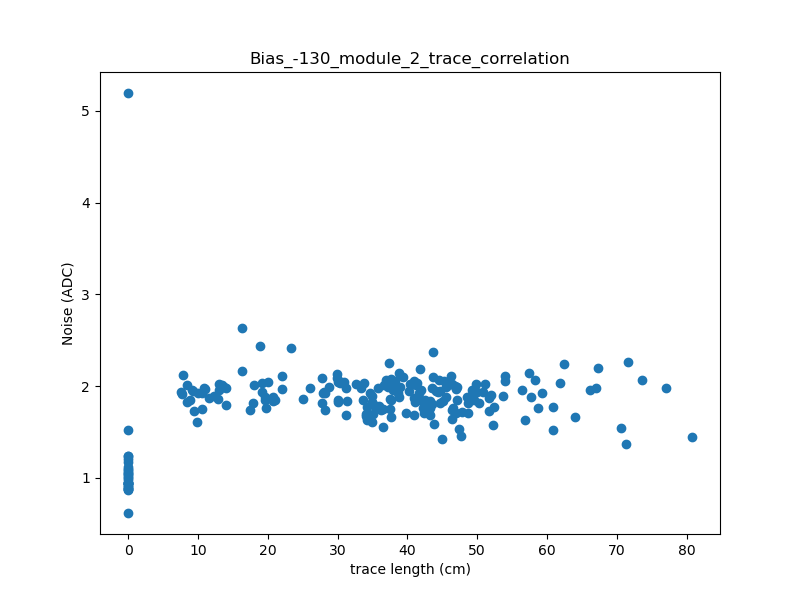 Bias_-130_module_2_trace_correlation
5
4
3
2
1
Noise (ADC)
0 10 20 30 40 50 60 70 80
trace length (cm)